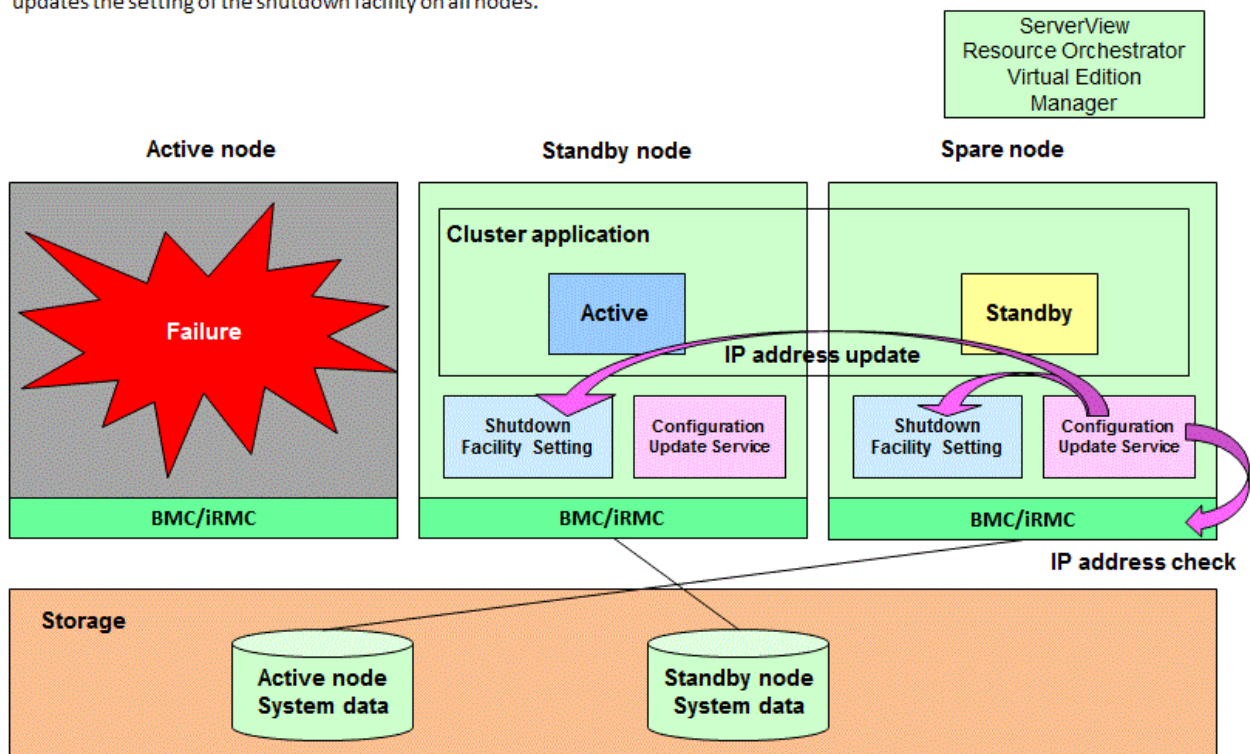 updates the setting of the shutdown facility on all nodes.
ServerView
Resource Orchestrator
Virtual Edition
Manager
Active node
Standby node
Spare node
Failure
Cluster application
Active
Standby
IP address update
Shutdown
Facility Setting
Configuration
Update Service
Shutdown
Facility Setting
Configuration
Update Service
BMC/iRMC
BMC/iRMC
BMC/iRMC
IP address check
Storage
Active node
System data
Standby node
System data